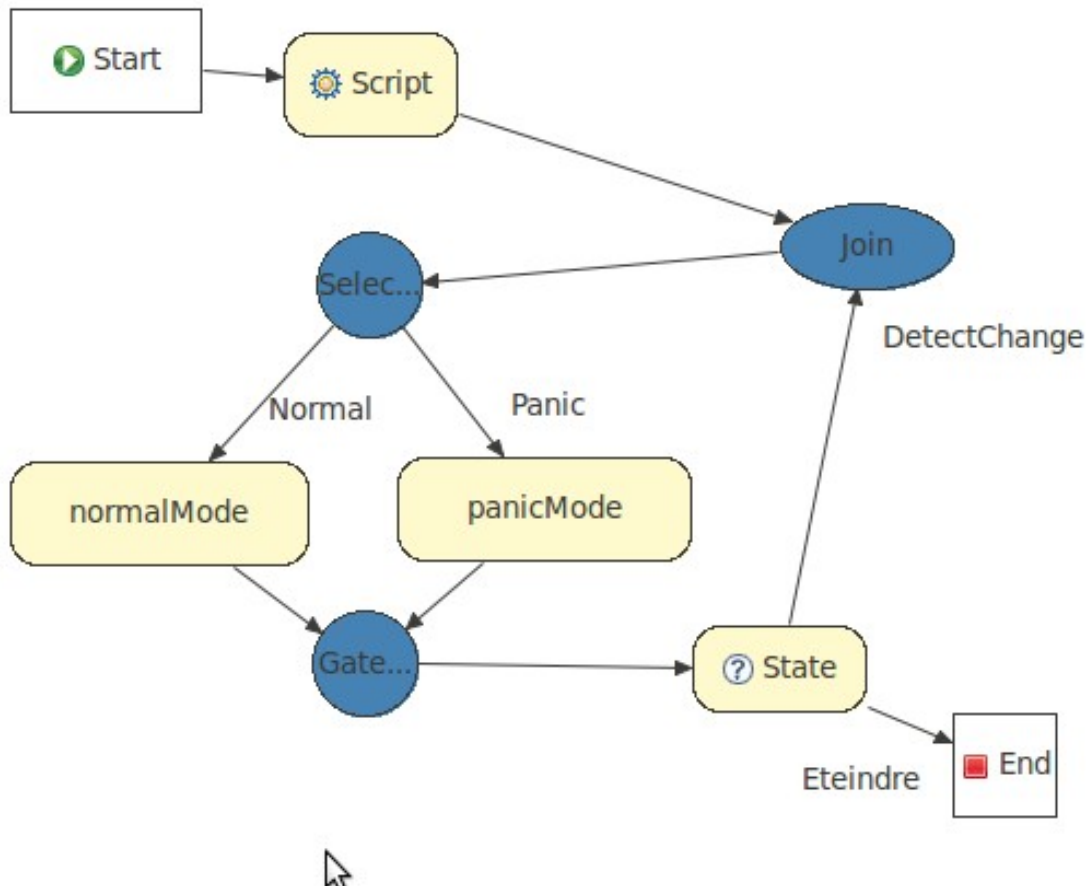 Start
Script
Join
Selec...
DetectChange
Normal
Panic
normalMode
panicMode
Gate...
State
Eteindre
End